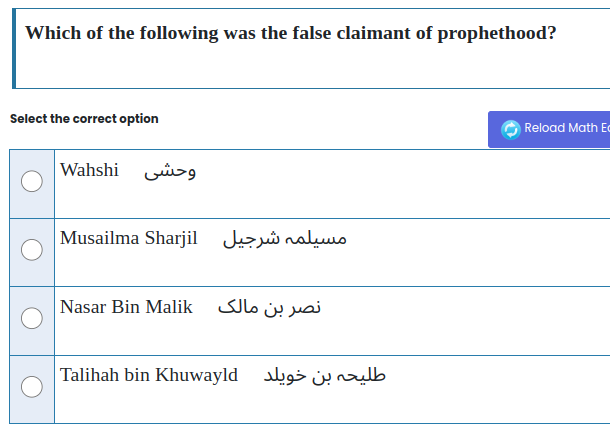 Which of the following was the false claimant of prophethood?
Select the correct option
Reload Math
Wahshi وحشی
Musailma Sharjil مسیلمہ شرجیل
Nasar Bin Malik نصر بن مالک
Talihah bin Khuwayld طلیحہ بن خویلد